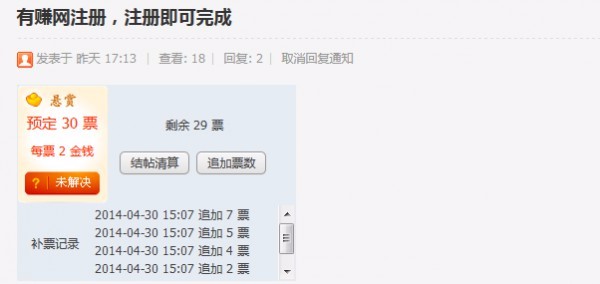 有赚网注册，注册即可完成
发表于 昨天 17:13 | 查看: 18 | 回复: 2 | 取消回复通知
悬赏
预定 30 票
每票 2 金钱
? 未解决
剩余 29 票
结帖清算 追加票数
补票记录
2014-04-30 15:07 追加 7 票
2014-04-30 15:07 追加 5 票
2014-04-30 15:07 追加 4 票
2014-04-30 15:07 追加 2 票